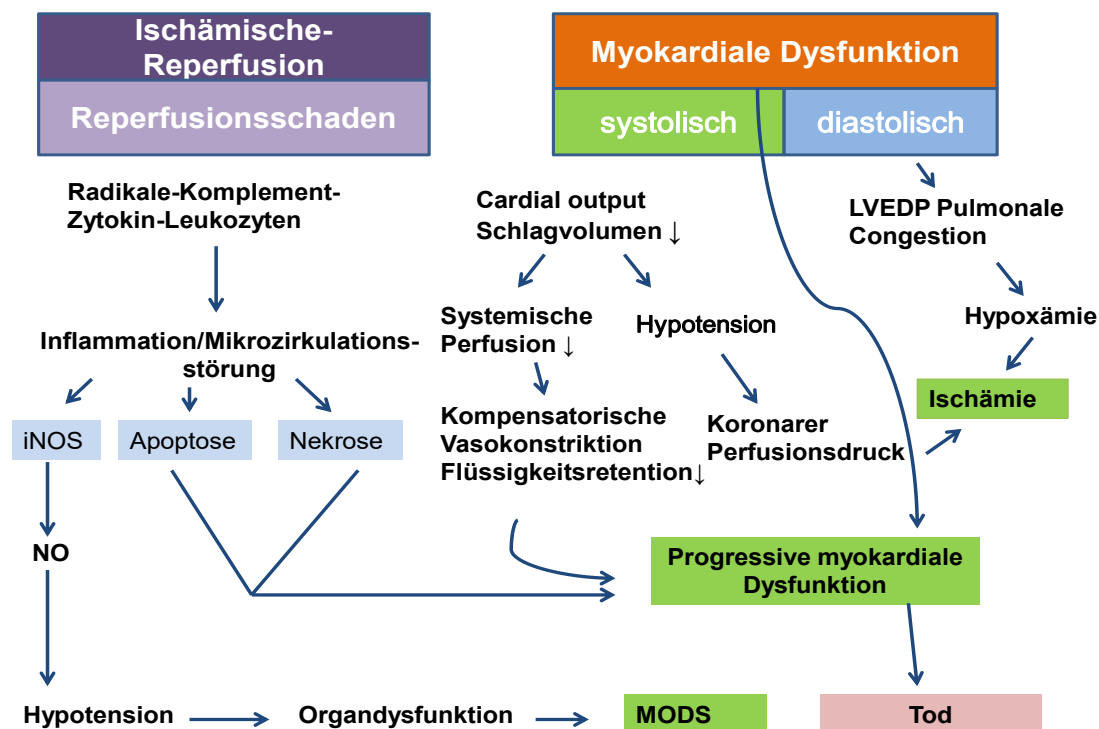 Ischämische-
Reperfusion
Reperfusionsschaden
Radikale-Komplement-
Zytokin-Leukozyten
Inflammation/Mikrozirkulations-
störung
iNOS
Apoptose
Nekrose
NO
Hypotension
Organdysfunktion
MODS
Myokardiale Dysfunktion
systolisch
diastolisch
Cardial output
Schlagvolumen ↓
Systemische
Perfusion ↓
Kompensatorische
Vasokonstriktion
Flüssigkeitsretention↓
Hypotension
Koronarer
Perfusionsdruck
LVEDP Pulmonale
Congestion
Hypoxämie
Ischämie
Progressive myokardiale
Dysfunktion
Tod